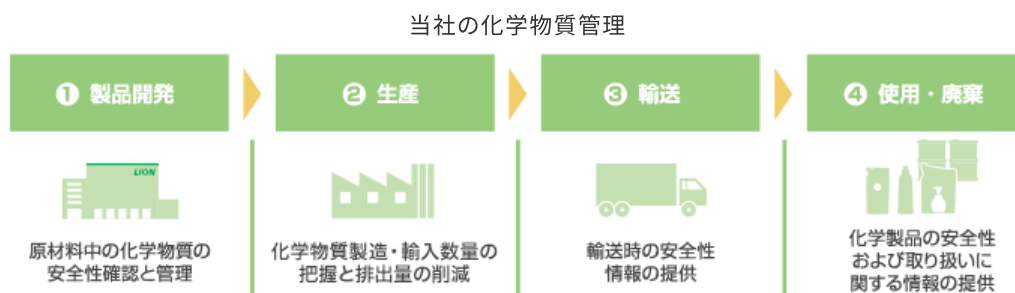 当社の化学物質管理
❶ 製品開発
❷ 生産
❸ 輸送
❹ 使用・廃棄
LION
原材料中の化学物質の
安全性確認と管理
化学物質製造・輸入数量の
把握と排出量の削減
輸送時の安全性
情報の提供
化学製品の安全性
および取り扱いに
関する情報の提供